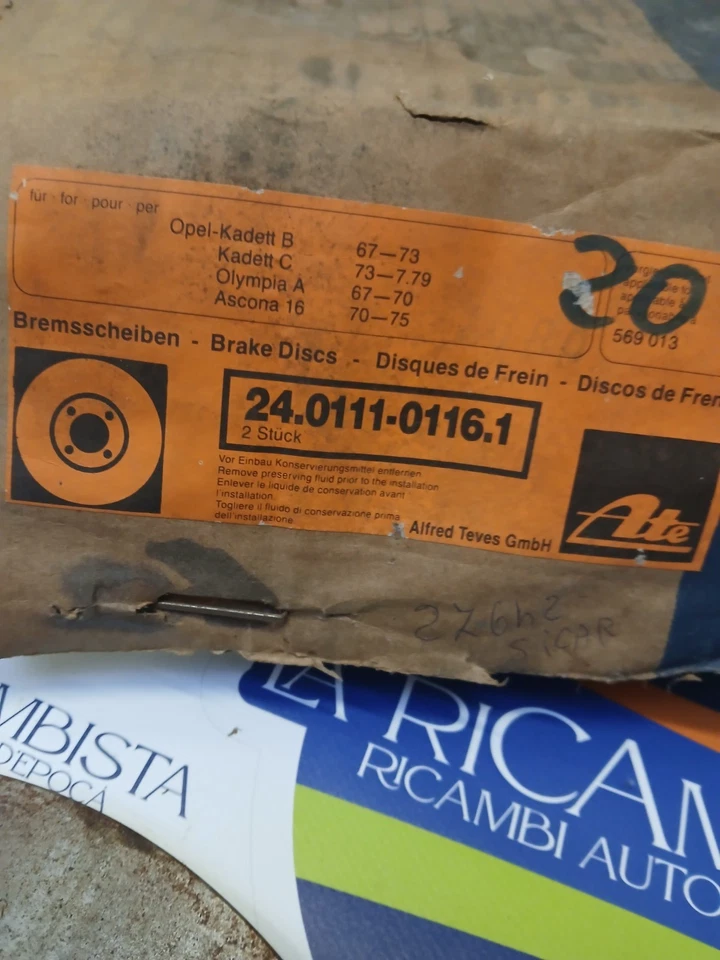 für · for · pour · per
Opel-Kadett B 67–73
Kadett C 73–7.79
Olympia A 67–70
Ascona 16 70–75
20
569 013
Bremsscheiben - Brake Discs - Disques de Frein - Discos de Fren
24.0111-0116.1
2 Stück
Vor Einbau Konservierungsmittel entfernen
Remove preserving fluid prior to the installation
Enlever le liquide de conservation avant
l'installation.
Togliere il fluido di conservazione prima
dell'installazione
Alfred Teves GmbH
Ate
MBISTA
D'EPOCA
LA RICAM
RICAMBI AUTO